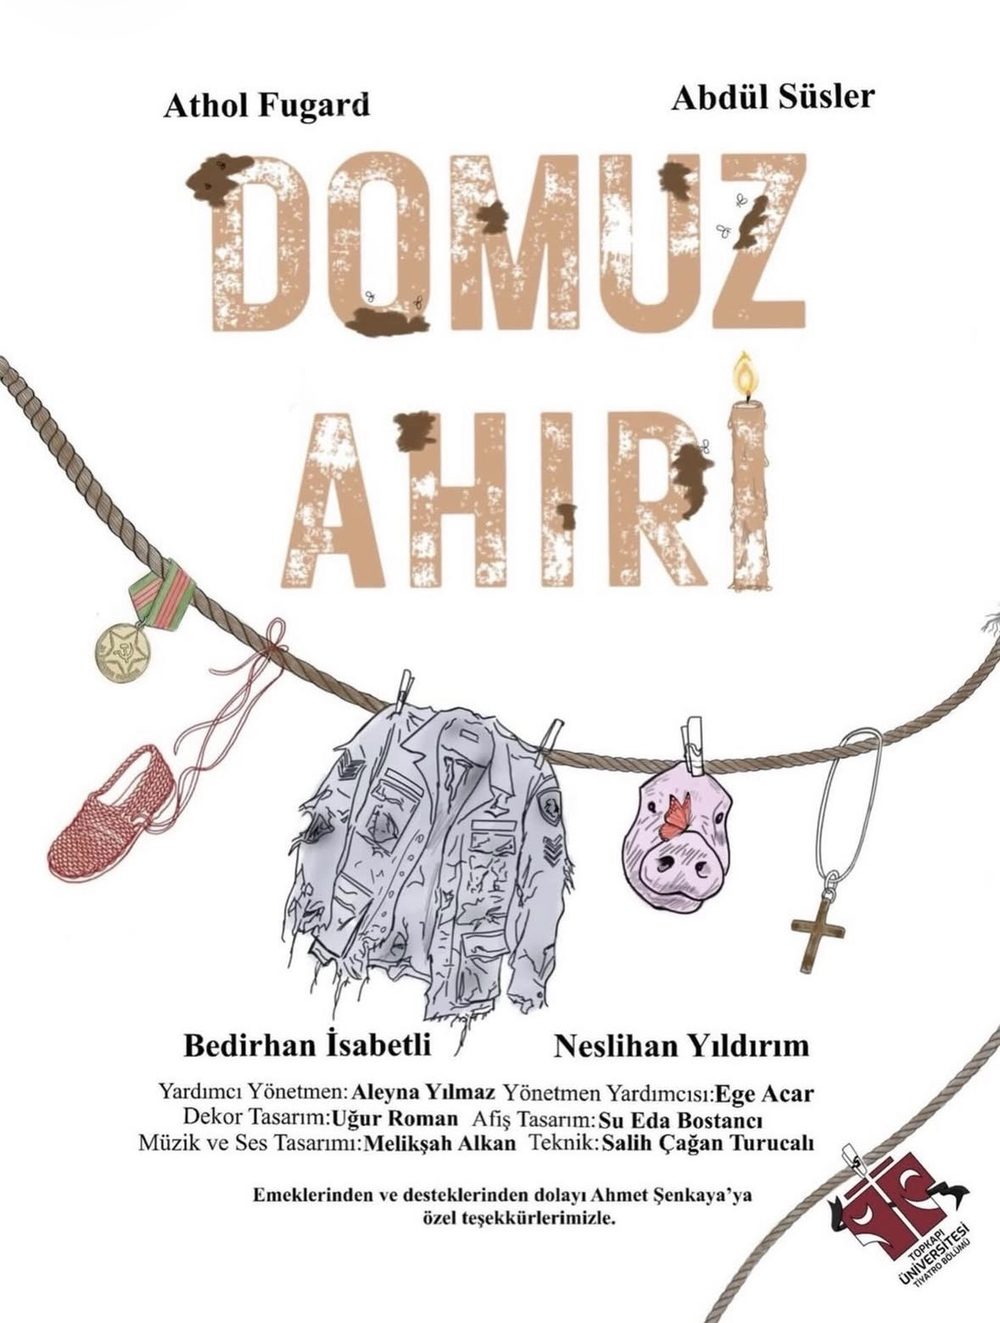 Athol Fugard
Abdül Süsler
DOMUZ
AHIRI
Bedirhan İsabetli
Neslihan Yıldırım
Yardımcı Yönetmen:Aleyna Yılmaz Yönetmen Yardımcısı:Ege Acar
Dekor Tasarım:Uğur Roman Afiş Tasarım:Su Eda Bostancı
Müzik ve Ses Tasarımı:Melikşah Alkan Teknik:Salih Çağan Turucalı
Emeklerinden ve desteklerinden dolayı Ahmet Şenkaya’ya
özel teşekkürlerimizle.
TOPKAPI
ÜNİVERSİTESİ
TİYATRO BÖLÜMÜ